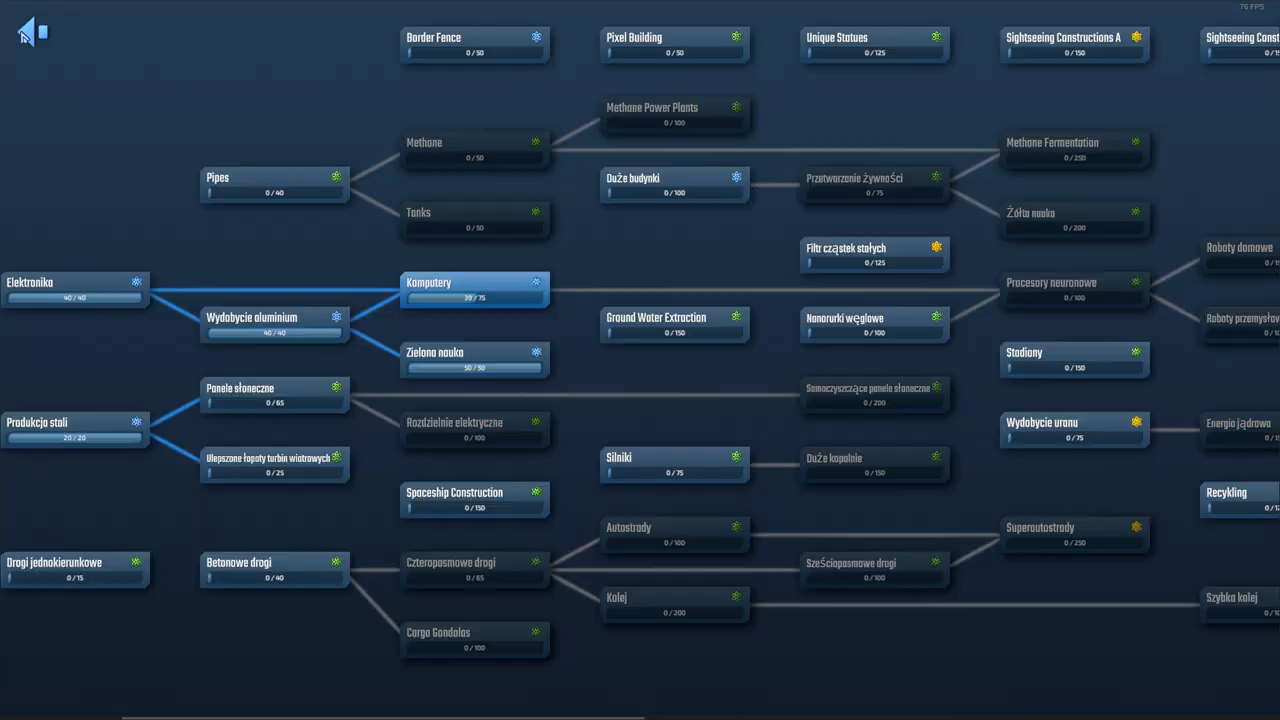 76 FPS
Border Fence
0/50
Pixel Building
0/50
Unique Statues
0/125
Sightseeing Constructions A
0/150
Sightseeing Const
Methane Power Plants
0/100
Methane
0/50
Methane Fermentation
0/250
Pipes
0/40
Duże budynki
0/100
Przetwarzanie żywności
0/75
Tanks
0/50
Żółta nauka
0/200
Filtr cząstek stałych
0/125
Roboty domowe
Elektronika
40/40
Komputery
39/75
Procesory neuronowe
0/100
Wydobycie aluminium
40/40
Ground Water Extraction
0/150
Nanorurki węglowe
0/100
Roboty przemysłow
Zielona nauka
50/50
Stadiony
0/150
Panele słoneczne
0/65
Samoczyszczące panele słoneczne
0/200
Produkcja stali
20/20
Rozdzielnie elektryczne
0/100
Wydobycie uranu
0/75
Energia jądrowa
Ulepszone łopaty turbin wiatrowych
0/25
Silniki
0/75
Duże kopalnie
0/150
Spaceship Construction
0/150
Recykling
Autostrady
0/100
Superautostrady
0/250
Drogi jednokierunkowe
0/15
Betonowe drogi
0/40
Czteropasmowe drogi
0/65
Sześciopasmowe drogi
0/100
Kolej
0/200
Szybka kolej
Cargo Gondolas
0/100